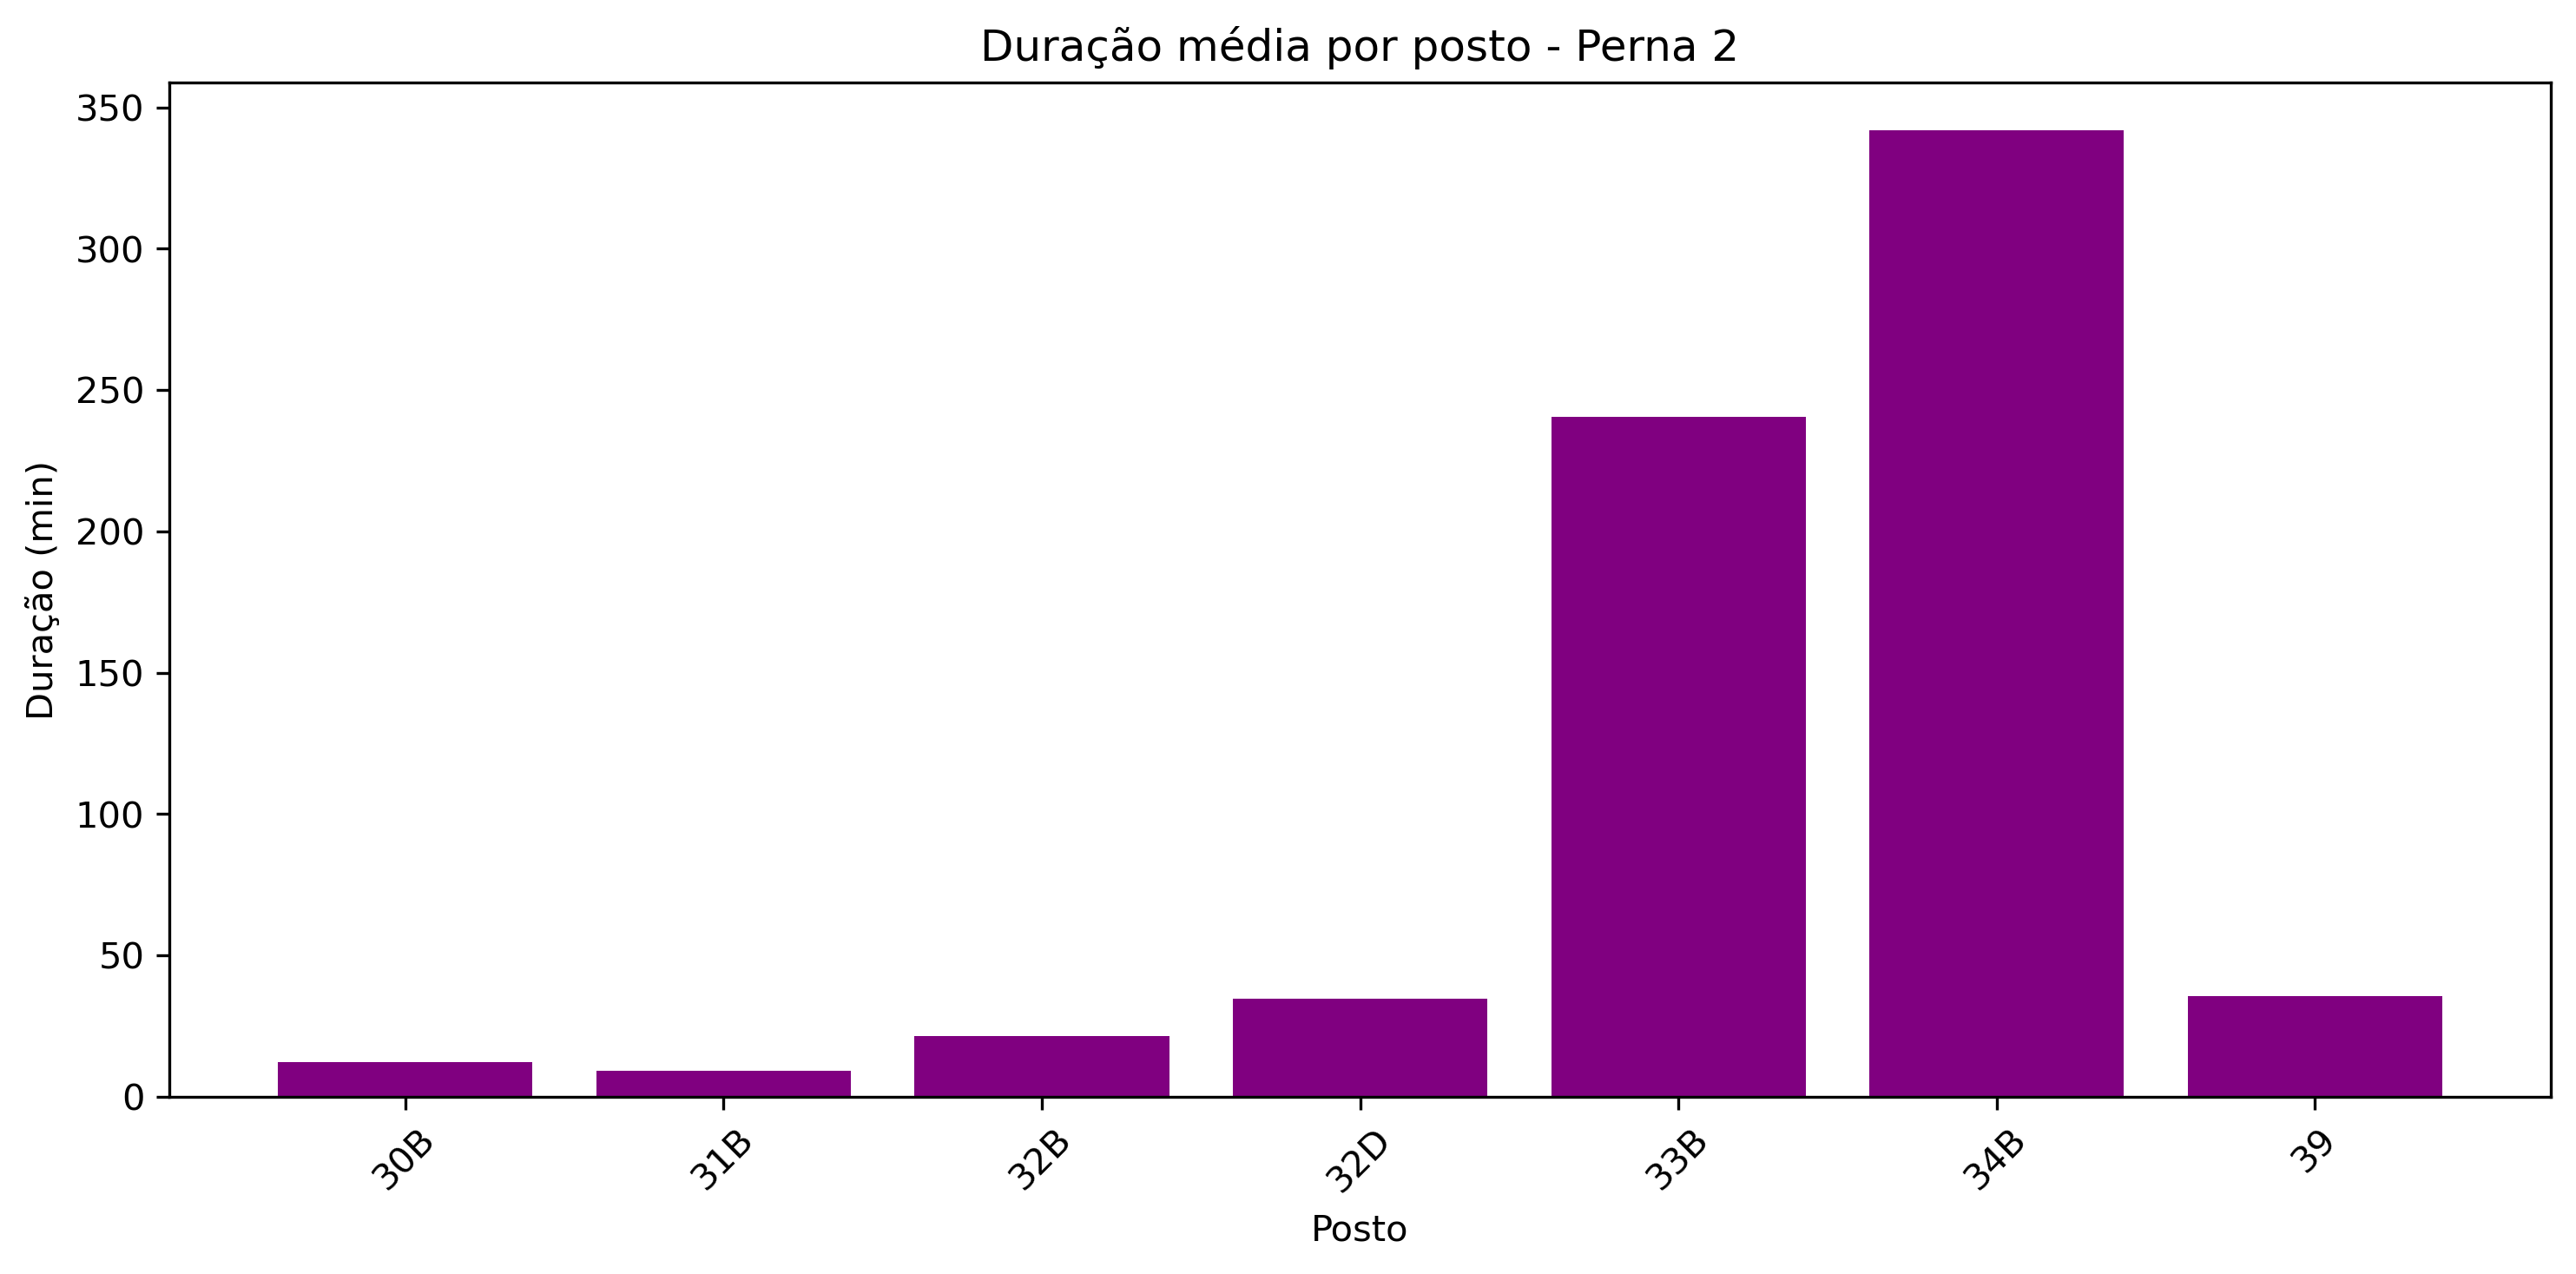 Duração média por posto - Perna 2
Duração (min)
350
300
250
200
150
100
50
0
30B
31B
32B
32D
33B
34B
39
Posto